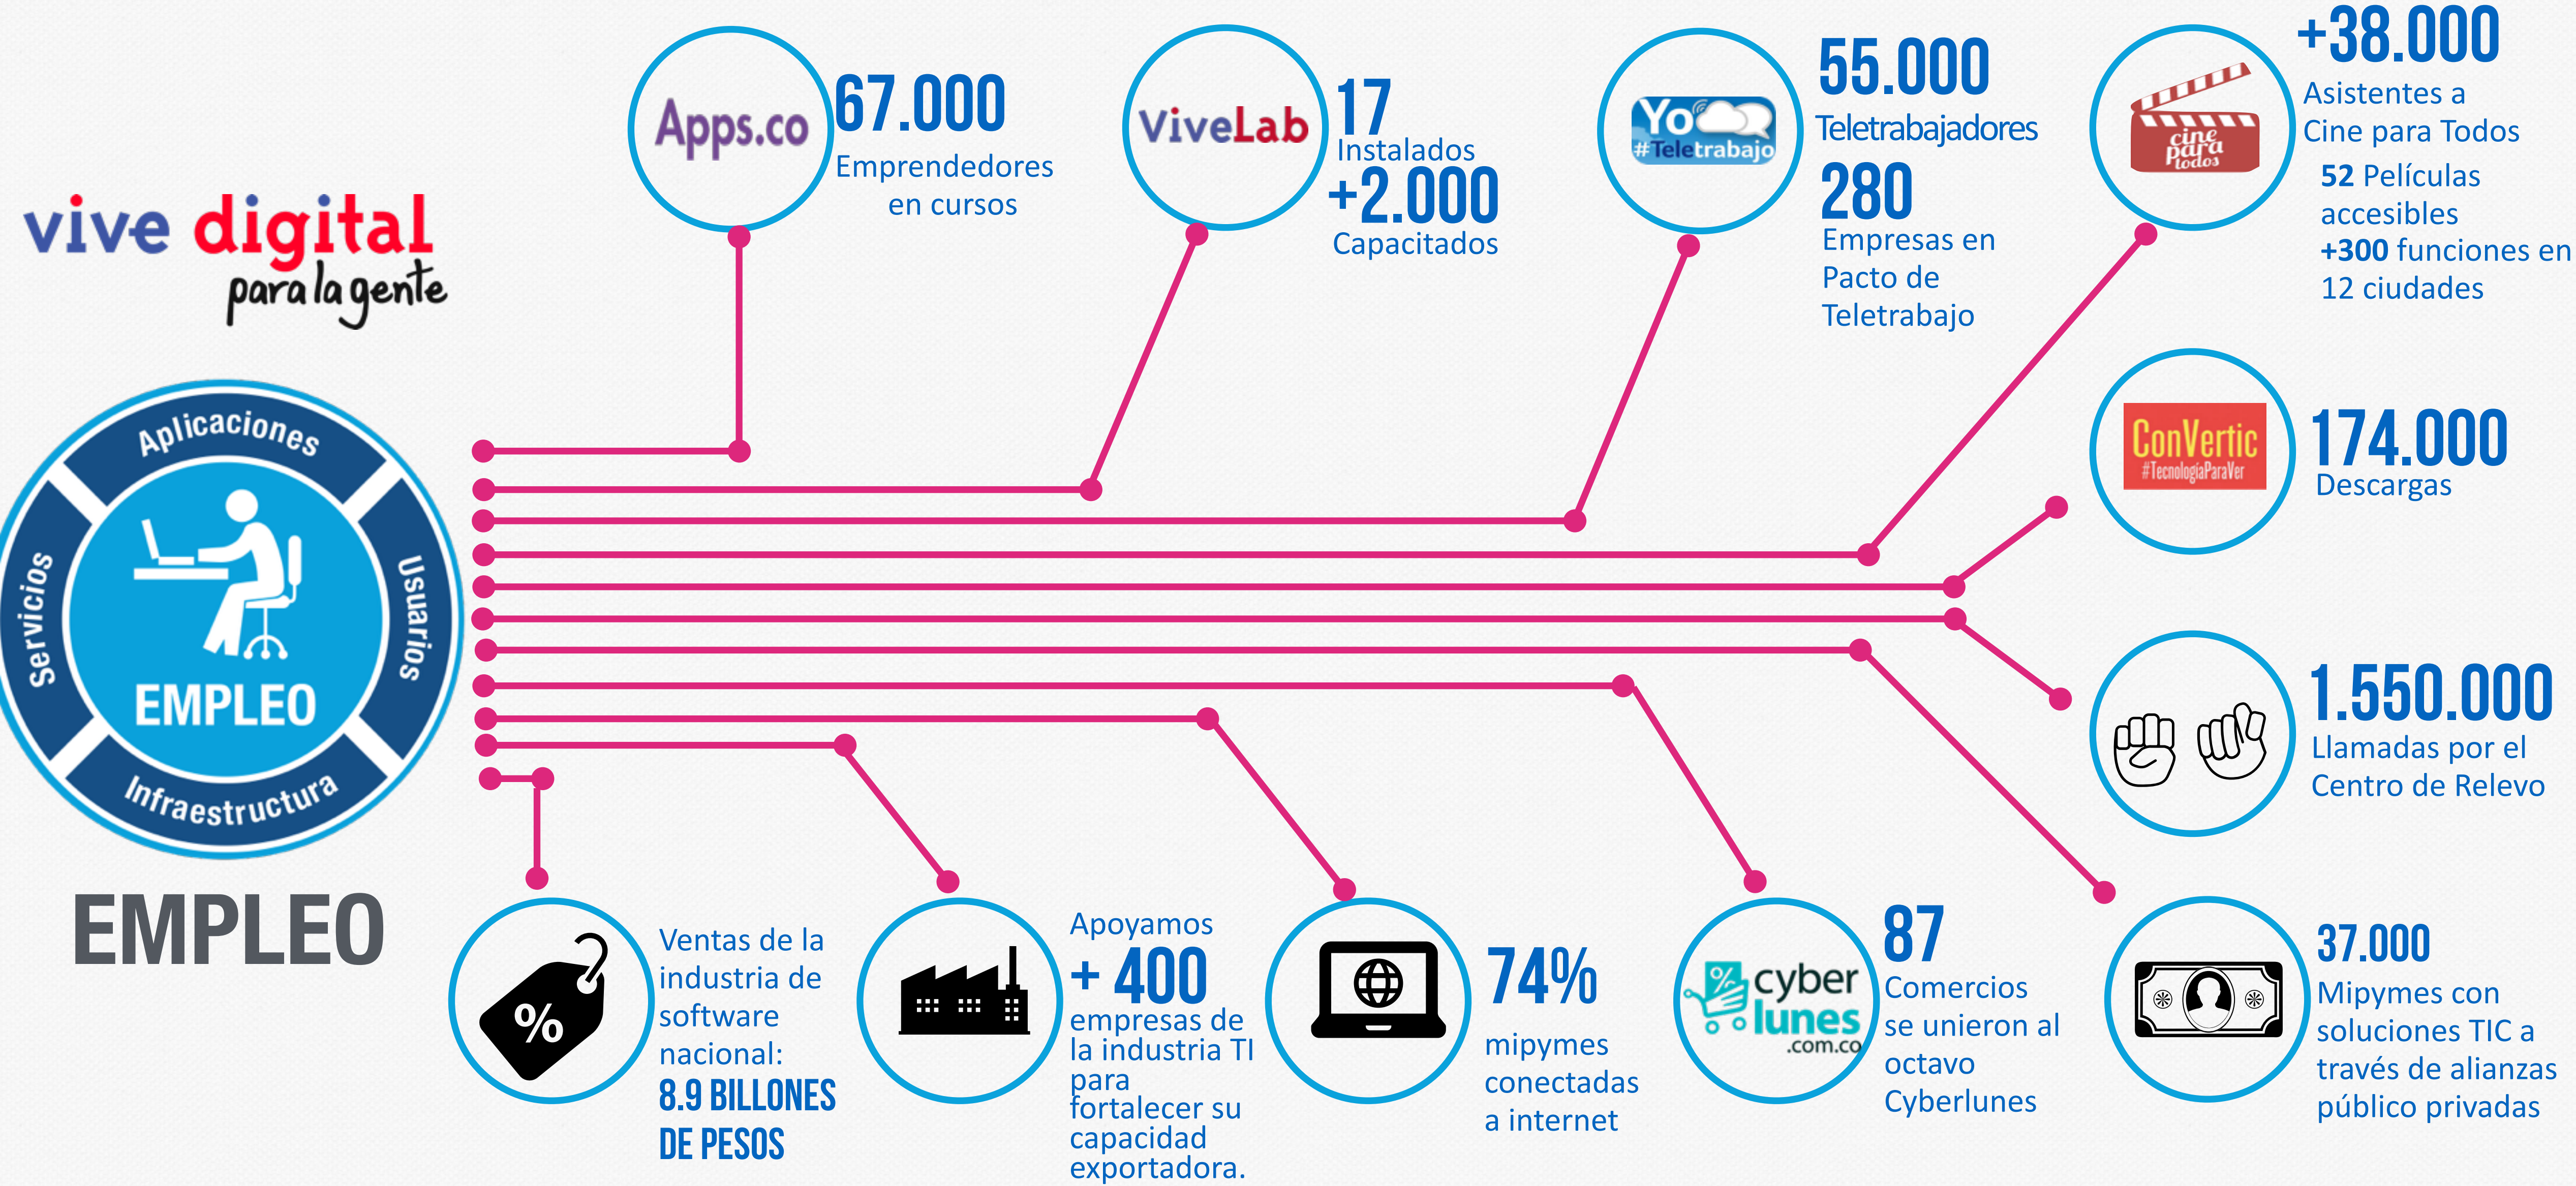 vive digital
para la gente
Aplicaciones
Servicios
Usuarios
EMPLEO
Infraestructura
EMPLEO
Apps.co
67.000
Emprendedores
en cursos
ViveLab
17
Instalados
+2.000
Capacitados
Yo
#Teletrabajo
55.000
Teletrabajadores
280
Empresas en
Pacto de
Teletrabajo
cine
para
todos
+38.000
Asistentes a
Cine para Todos
52 Películas
accesibles
+300 funciones en
12 ciudades
ConVertic
#TecnologíaParaVer
174.000
Descargas
1.550.000
Llamadas por el
Centro de Relevo
%
Ventas de la
industria de
software
nacional:
8.9 BILLONES
DE PESOS
Apoyamos
+ 400
empresas de
la industria TI
para
fortalecer su
capacidad
exportadora.
74%
mipymes
conectadas
a internet
%
cyber
lunes
.com.co
87
Comercios
se unieron al
octavo
Cyberlunes
37.000
Mipymes con
soluciones TIC a
través de alianzas
público privadas